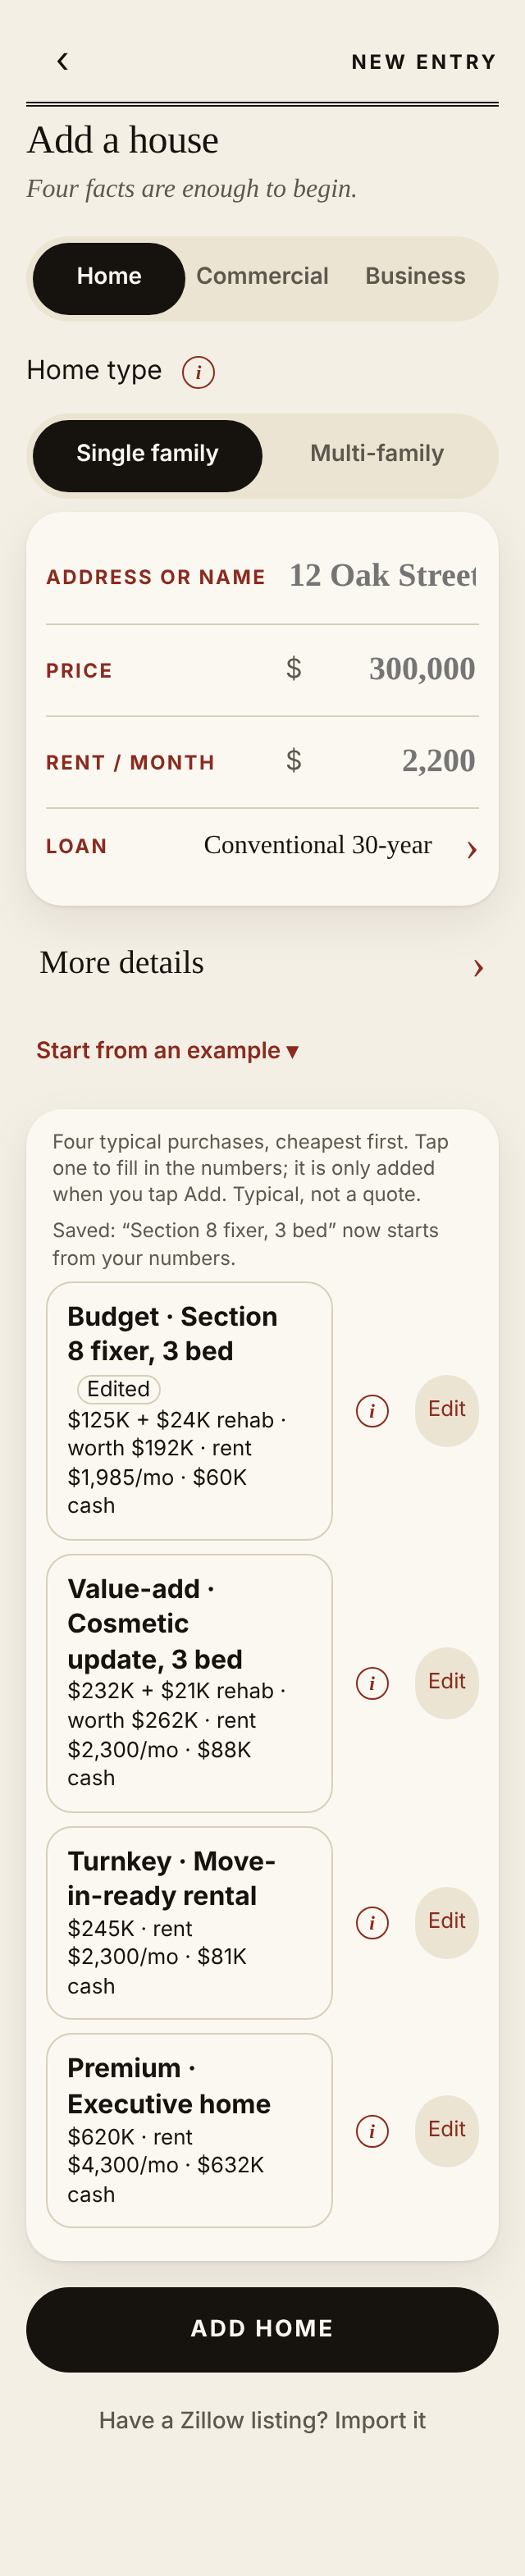 ‹ NEW ENTRY
Add a house
Four facts are enough to begin.
Home Commercial Business
Home type i
Single family Multi-family
ADDRESS OR NAME 12 Oak Street
PRICE $ 300,000
RENT / MONTH $ 2,200
LOAN Conventional 30-year ›
More details ›
Start from an example ▾
Four typical purchases, cheapest first. Tap
one to fill in the numbers; it is only added
when you tap Add. Typical, not a quote.
Saved: “Section 8 fixer, 3 bed” now starts
from your numbers.
Budget · Section
8 fixer, 3 bed
Edited
$125K + $24K rehab ·
worth $192K · rent
$1,985/mo · $60K
cash
i Edit
Value-add ·
Cosmetic
update, 3 bed
$232K + $21K rehab ·
worth $262K · rent
$2,300/mo · $88K
cash
i Edit
Turnkey · Move-
in-ready rental
$245K · rent
$2,300/mo · $81K
cash
i Edit
Premium ·
Executive home
$620K · rent
$4,300/mo · $632K
cash
i Edit
ADD HOME
Have a Zillow listing? Import it